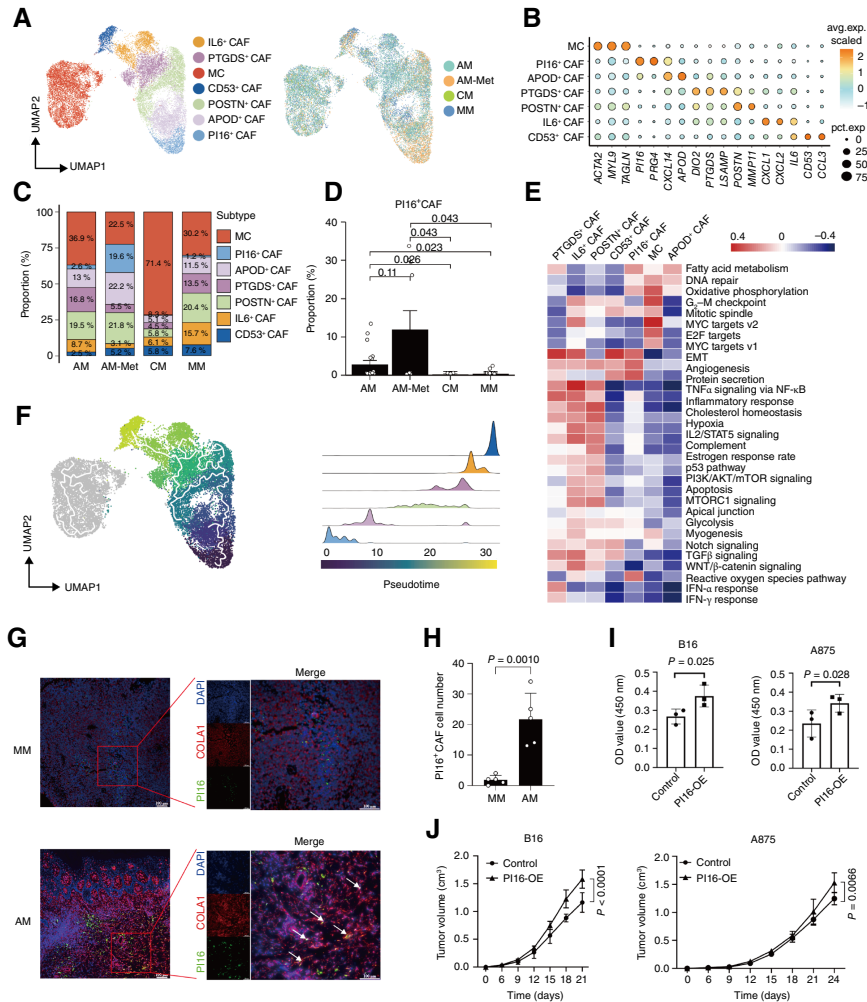 A
IL6⁺ CAF
PTGDS⁺ CAF
MC
CD53⁺ CAF
POSTN⁺ CAF
APOD⁺ CAF
PI16⁺ CAF
AM
AM-Met
CM
MM
UMAP2
UMAP1
B
MC
PI16⁺ CAF
APOD⁺ CAF
PTGDS⁺ CAF
POSTN⁺ CAF
IL6⁺ CAF
CD53⁺ CAF
ACTA2 MYL9 TAGLN PI16 PRG4 CXCL14 APOD DIO2 PTGDS LSAMP POSTN MMP11 CXCL1 CXCL2 IL6 CD53 CCL3
avg.exp.
scaled
2
1
0
−1
pct.exp
0
25
50
75
C
Proportion (%)
100
75
50
25
0
36.9 %
2.6 %
13 %
16.8 %
19.5 %
8.7 %
2.5 %
22.5 %
19.6 %
22.2 %
5.5 %
21.8 %
3.1 %
5.2 %
71.4 %
8.3 %
4.5 %
5.8 %
6.1 %
5.8 %
30.2 %
1.2 %
11.5 %
13.5 %
20.4 %
15.7 %
7.6 %
AM AM-Met CM MM
Subtype
MC
PI16⁺ CAF
APOD⁺ CAF
PTGDS⁺ CAF
POSTN⁺ CAF
IL6⁺ CAF
CD53⁺ CAF
D
PI16⁺CAF
Proportion (%)
40
30
20
10
0
0.043
0.043
0.023
0.026
0.11
AM AM-Met CM MM
E
0.4 0 −0.4
PTGDS⁺ CAF
IL6⁺ CAF
POSTN⁺ CAF
CD53⁺ CAF
PI16⁺ CAF
MC
APOD⁺ CAF
Fatty acid metabolism
DNA repair
Oxidative phosphorylation
G₂–M checkpoint
Mitotic spindle
MYC targets v2
E2F targets
MYC targets v1
EMT
Angiogenesis
Protein secretion
TNFα signaling via NF-κB
Inflammatory response
Cholesterol homeostasis
Hypoxia
IL2/STAT5 signaling
Complement
Estrogen response rate
p53 pathway
PI3K/AKT/mTOR signaling
Apoptosis
MTORC1 signaling
Apical junction
Glycolysis
Myogenesis
Notch signaling
TGFβ signaling
WNT/β-catenin signaling
Reactive oxygen species pathway
IFN-α response
IFN-γ response
F
UMAP2
UMAP1
0 10 20 30
Pseudotime
G
MM
DAPI
COLA1
PI16
Merge
AM
DAPI
COLA1
PI16
Merge
H
PI16⁺ CAF cell number
P = 0.0010
40
30
20
10
0
MM AM
I
B16
P = 0.025
OD value (450 nm)
0.5
0.4
0.3
0.2
0.1
0
Control PI16-OE
A875
P = 0.028
OD value (450 nm)
0.5
0.4
0.3
0.2
0.1
0
Control PI16-OE
J
B16
Control
PI16-OE
Tumor volume (cm³)
2.0
1.5
1.0
0.5
0.0
P < 0.0001
0 6 9 12 15 18 21
Time (days)
A875
Control
PI16-OE
Tumor volume (cm³)
2.0
1.5
1.0
0.5
0.0
P = 0.0066
0 6 9 12 15 18 21 24
Time (days)